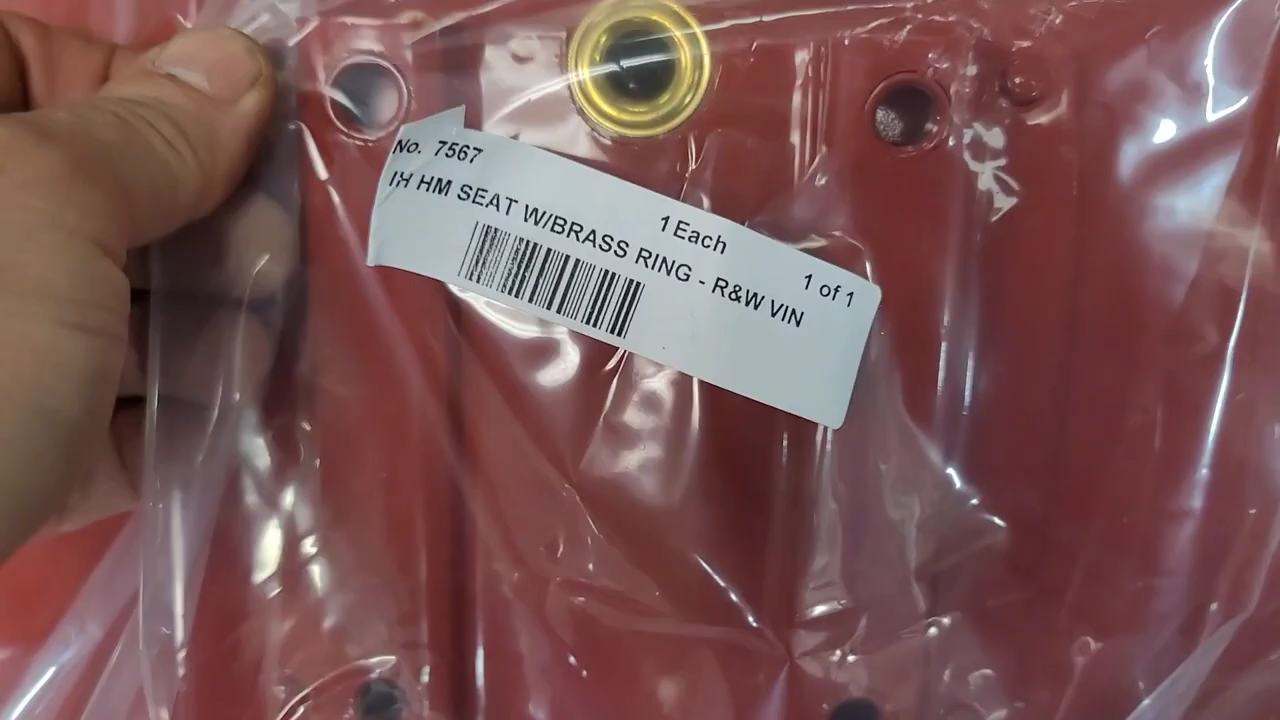 No. 7567
IH HM SEAT W/BRASS RING - R&W VIN
1 Each
1 of 1